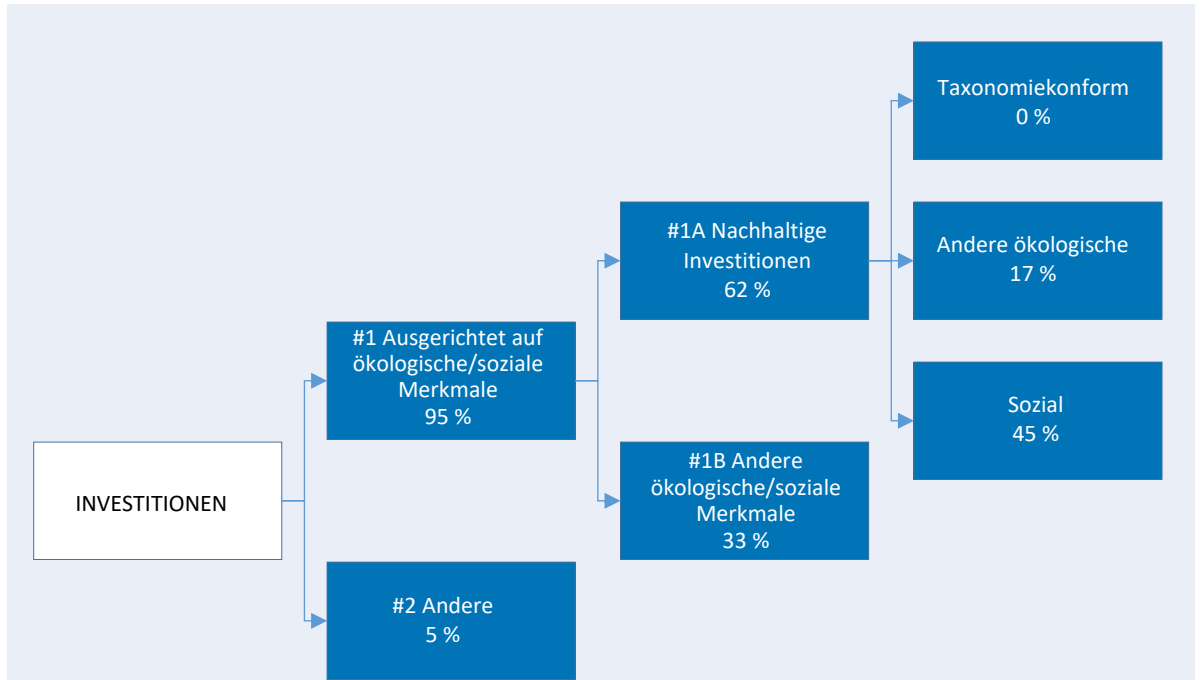 Taxonomiekonform
0 %
#1A Nachhaltige
Investitionen
62 %
Andere ökologische
17 %
#1 Ausgerichtet auf
ökologische/soziale
Merkmale
95 %
Sozial
45 %
INVESTITIONEN
#1B Andere
ökologische/soziale
Merkmale
33 %
#2 Andere
5 %